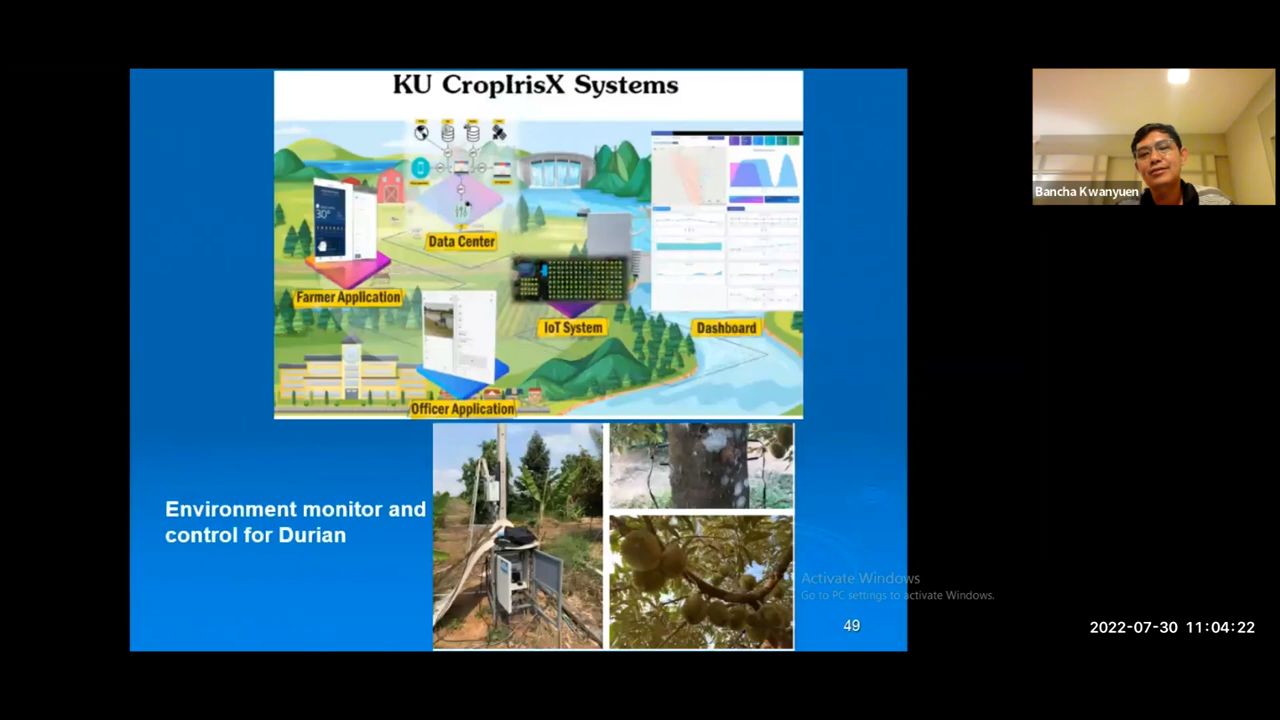 KU CropIrisX Systems
Data Center
Farmer Application
30°
IoT System
Dashboard
Officer Application
Environment monitor and
control for Durian
49
Bancha Kwanyuen
Activate Windows
Go to PC settings to activate Windows.
2022-07-30 11:04:22